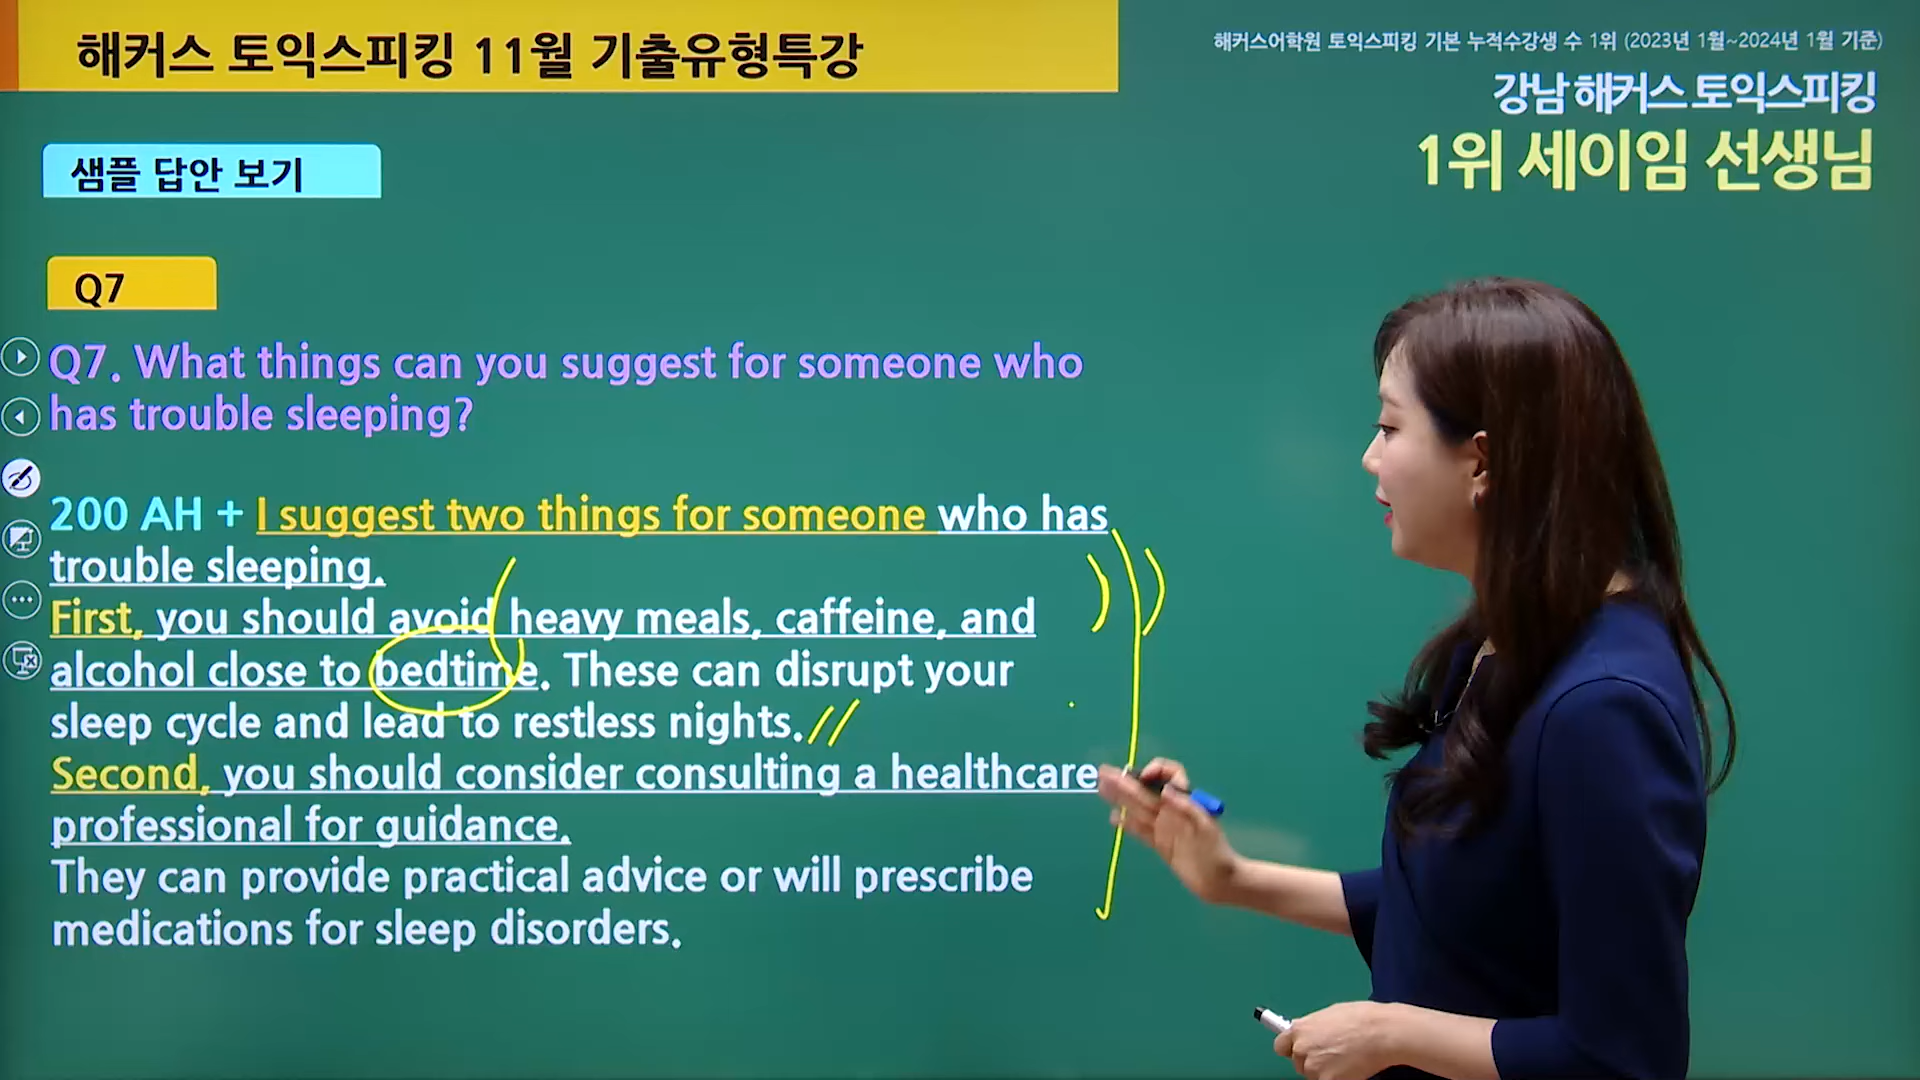 해커스 토익스피킹 11월 기출유형특강
해커스어학원 토익스피킹 기본 누적수강생 수 1위 (2023년 1월~2024년 1월 기준)
강남 해커스 토익스피킹
1위 세이임 선생님
샘플 답안 보기
Q7
Q7. What things can you suggest for someone who
has trouble sleeping?
200 AH + I suggest two things for someone who has
trouble sleeping.
First, you should avoid heavy meals, caffeine, and
alcohol close to bedtime. These can disrupt your
sleep cycle and lead to restless nights.
Second, you should consider consulting a healthcare
professional for guidance.
They can provide practical advice or will prescribe
medications for sleep disorders.